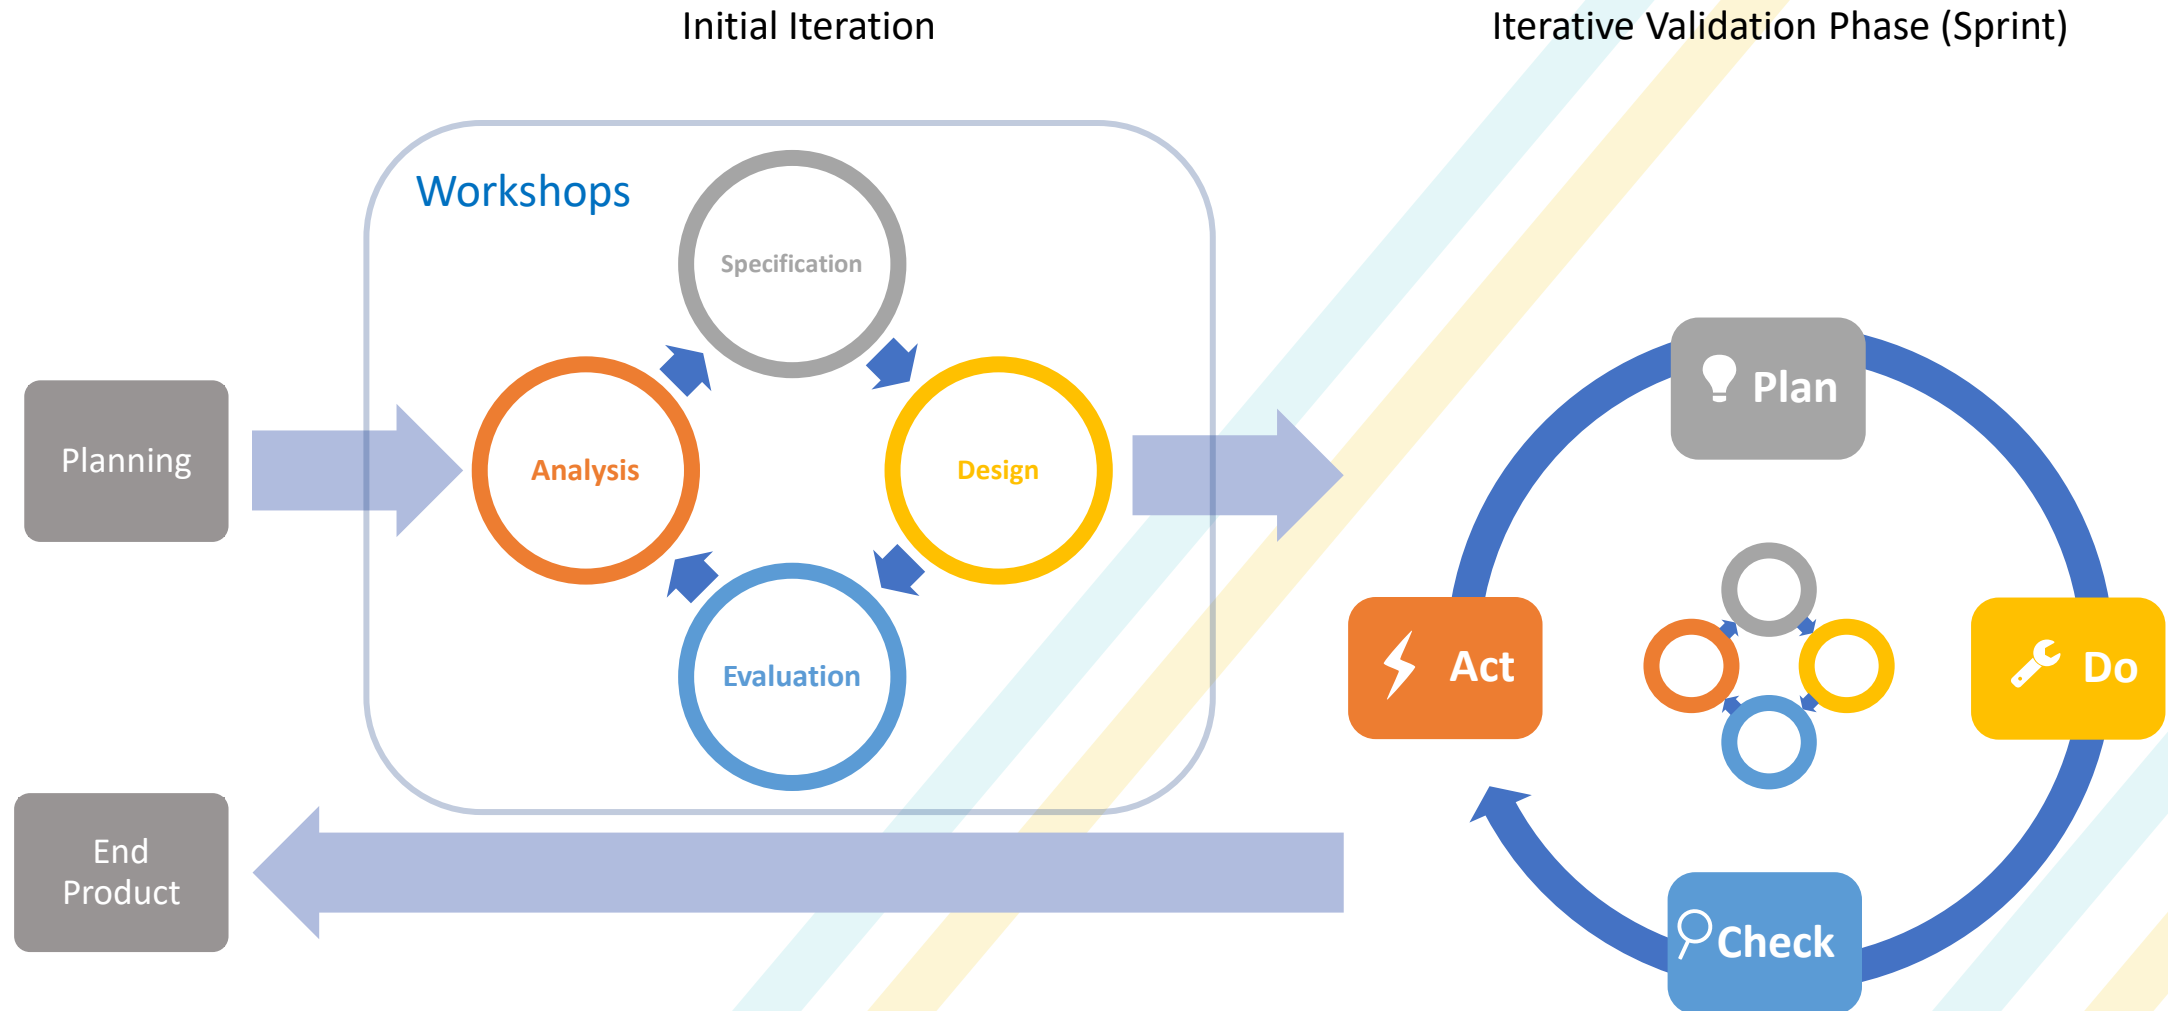 Initial Iteration
Iterative Validation Phase (Sprint)
Workshops
Specification
Analysis
Design
Evaluation
Planning
End
Product
Plan
Do
Check
Act